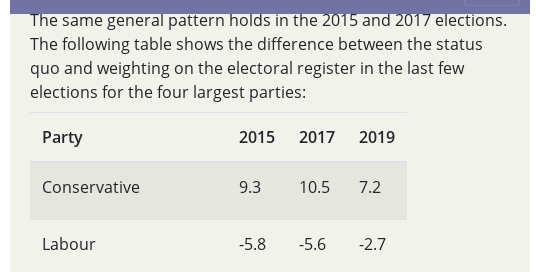 The same general pattern holds in the 2015 and 2017 elections.
The following table shows the difference between the status
quo and weighting on the electoral register in the last few
elections for the four largest parties:
Party 2015 2017 2019
Conservative 9.3 10.5 7.2
Labour -5.8 -5.6 -2.7